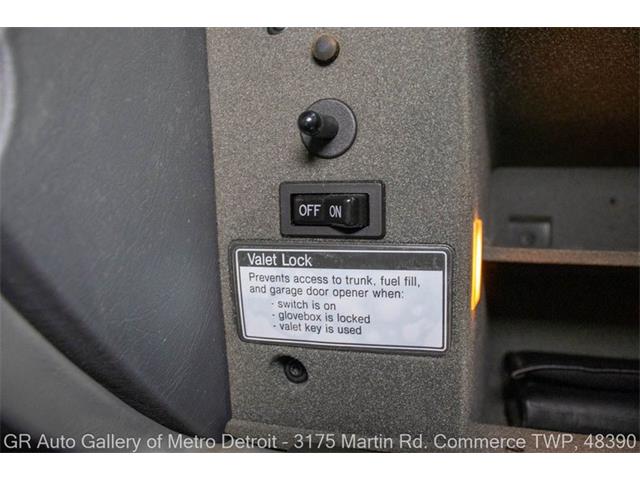 OFF ON
Valet Lock
Prevents access to trunk, fuel fill,
and garage door opener when:
- switch is on
- glovebox is locked
- valet key is used
GR Auto Gallery of Metro Detroit - 3175 Martin Rd. Commerce TWP, 48390